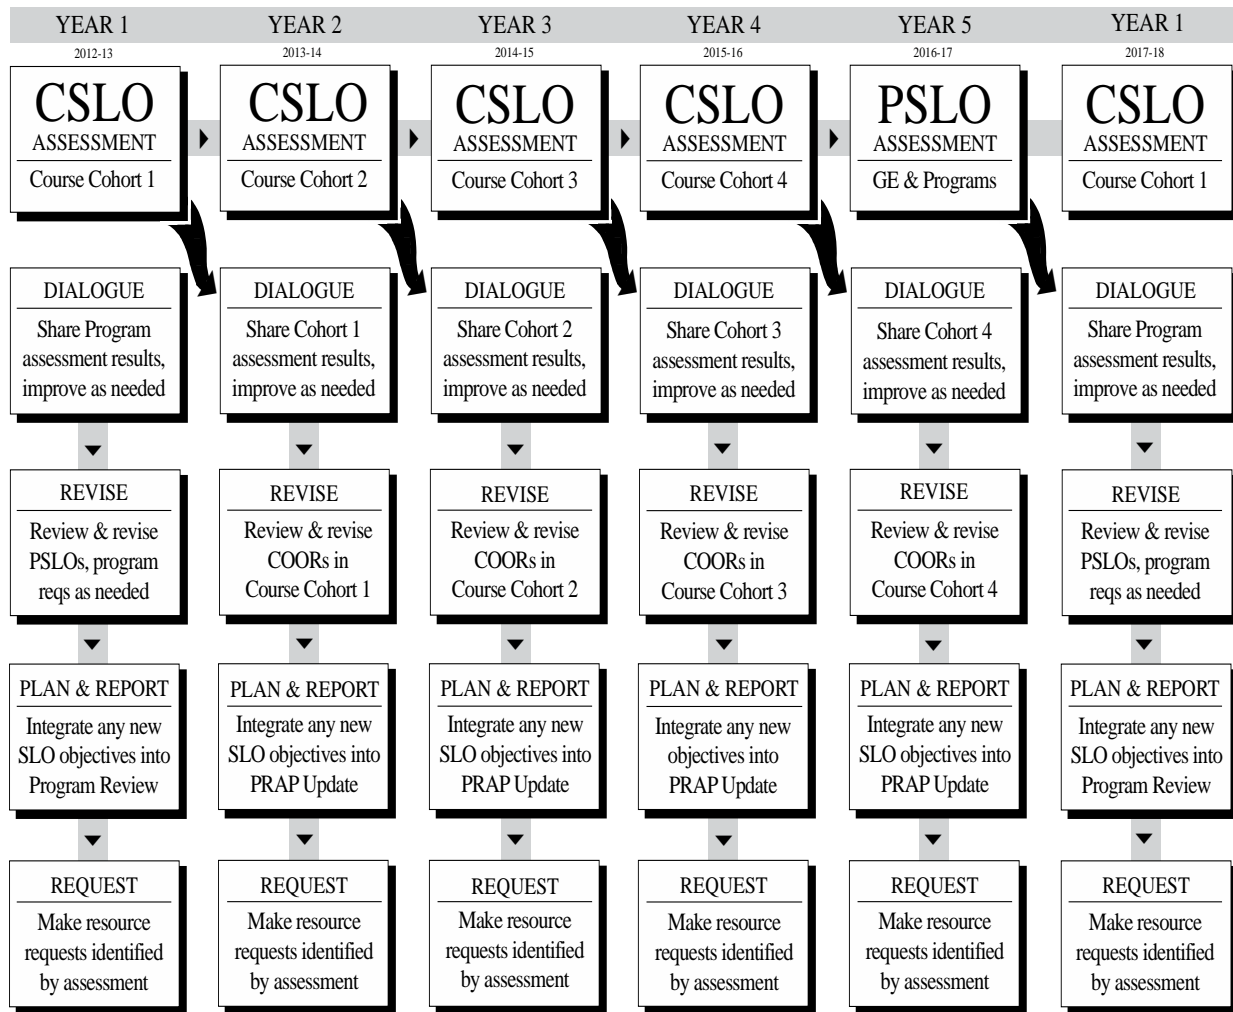 YEAR 1
YEAR 2
YEAR 3
YEAR 4
YEAR 5
YEAR 1
2012-13
2013-14
2014-15
2015-16
2016-17
2017-18
CSLO
ASSESSMENT
Course Cohort 1
CSLO
ASSESSMENT
Course Cohort 2
CSLO
ASSESSMENT
Course Cohort 3
CSLO
ASSESSMENT
Course Cohort 4
PSLO
ASSESSMENT
GE & Programs
CSLO
ASSESSMENT
Course Cohort 1
DIALOGUE
Share Program
assessment results,
improve as needed
DIALOGUE
Share Cohort 1
assessment results,
improve as needed
DIALOGUE
Share Cohort 2
assessment results,
improve as needed
DIALOGUE
Share Cohort 3
assessment results,
improve as needed
DIALOGUE
Share Cohort 4
assessment results,
improve as needed
DIALOGUE
Share Program
assessment results,
improve as needed
REVISE
Review & revise
PSLOs, program
reqs as needed
REVISE
Review & revise
COORs in
Course Cohort 1
REVISE
Review & revise
COORs in
Course Cohort 2
REVISE
Review & revise
COORs in
Course Cohort 3
REVISE
Review & revise
COORs in
Course Cohort 4
REVISE
Review & revise
PSLOs, program
reqs as needed
PLAN & REPORT
Integrate any new
SLO objectives into
Program Review
PLAN & REPORT
Integrate any new
SLO objectives into
PRAP Update
PLAN & REPORT
Integrate any new
SLO objectives into
PRAP Update
PLAN & REPORT
Integrate any new
objectives into
PRAP Update
PLAN & REPORT
Integrate any new
SLO objectives into
PRAP Update
PLAN & REPORT
Integrate any new
SLO objectives into
Program Review
REQUEST
Make resource
requests identified
by assessment
REQUEST
Make resource
requests identified
by assessment
REQUEST
Make resource
requests identified
by assessment
REQUEST
Make resource
requests identified
by assessment
REQUEST
Make resource
requests identified
by assessment
REQUEST
Make resource
requests identified
by assessment